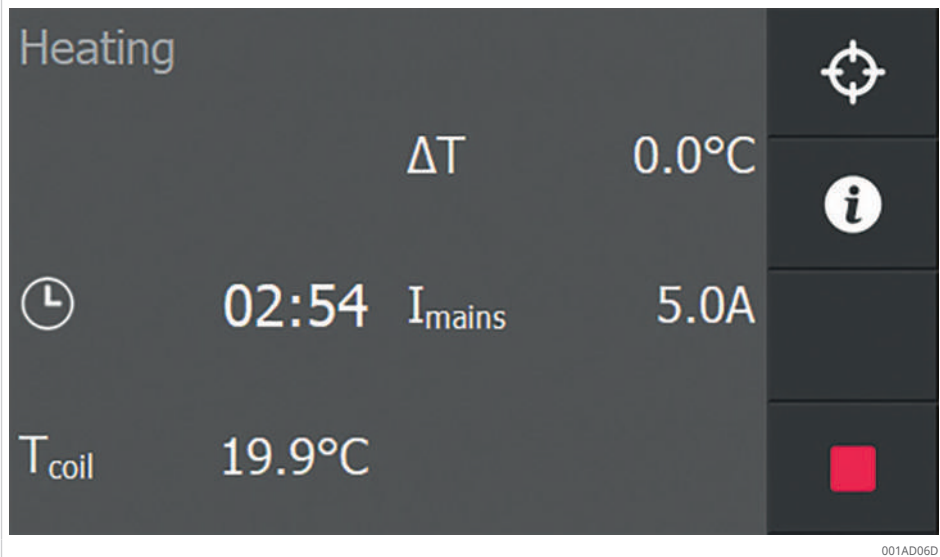 Heating
ΔT 0.0°C
02:54 Imains 5.0A
Tcoil 19.9°C
001AD06D